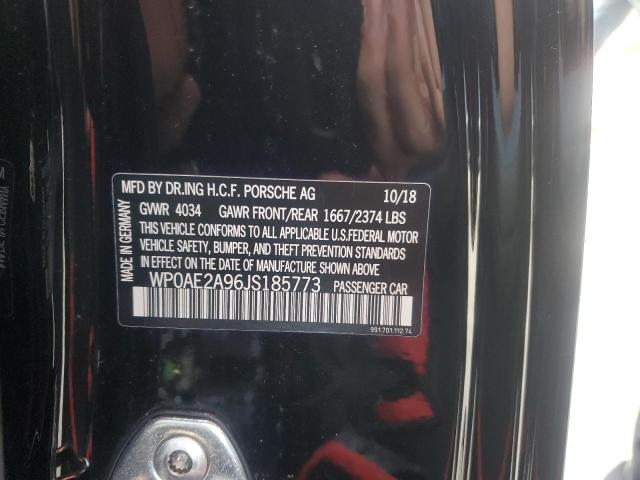 MFD BY DR.ING H.C.F. PORSCHE AG 10/18
GVWR 4034 GAWR FRONT/REAR 1667/2374 LBS
THIS VEHICLE CONFORMS TO ALL APPLICABLE U.S.FEDERAL MOTOR
VEHICLE SAFETY, BUMPER, AND THEFT PREVENTION STANDARDS
IN EFFECT ON THE DATE OF MANUFACTURE SHOWN ABOVE.
WP0AE2A96JS185773 PASSENGER CAR
991.701.112.74
MADE IN GERMANY